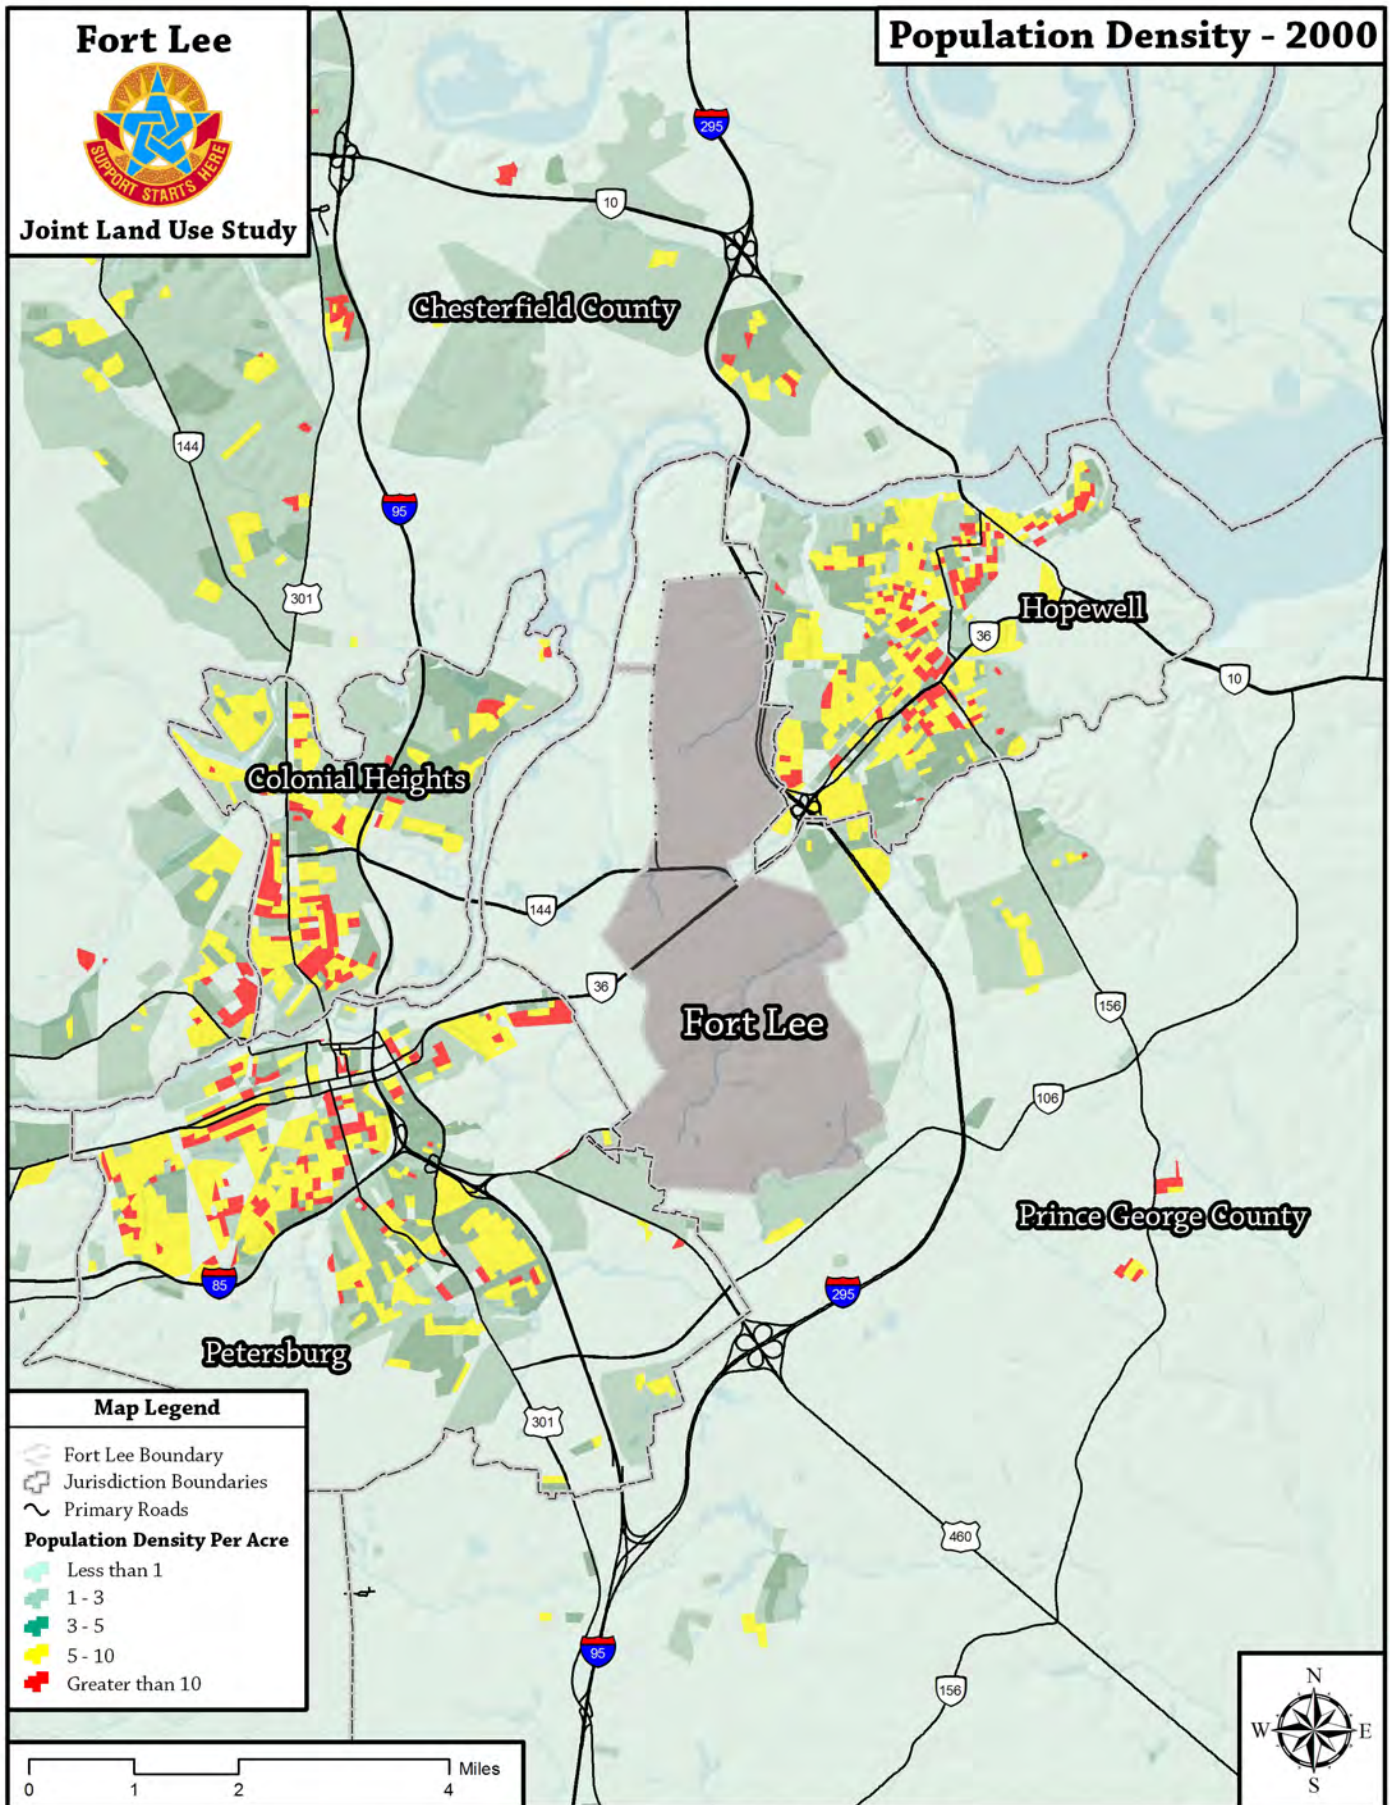 Fort Lee
SUPPORT STARTS HERE
Joint Land Use Study
Population Density - 2000
295
10
Chesterfield County
144
95
301
Hopewell
36
10
Colonial Heights
144
36
Fort Lee
156
106
Prince George County
85
295
Petersburg
301
460
95
156
Map Legend
Fort Lee Boundary
Jurisdiction Boundaries
Primary Roads
Population Density Per Acre
Less than 1
1 - 3
3 - 5
5 - 10
Greater than 10
0 1 2 4 Miles
N
W E
S